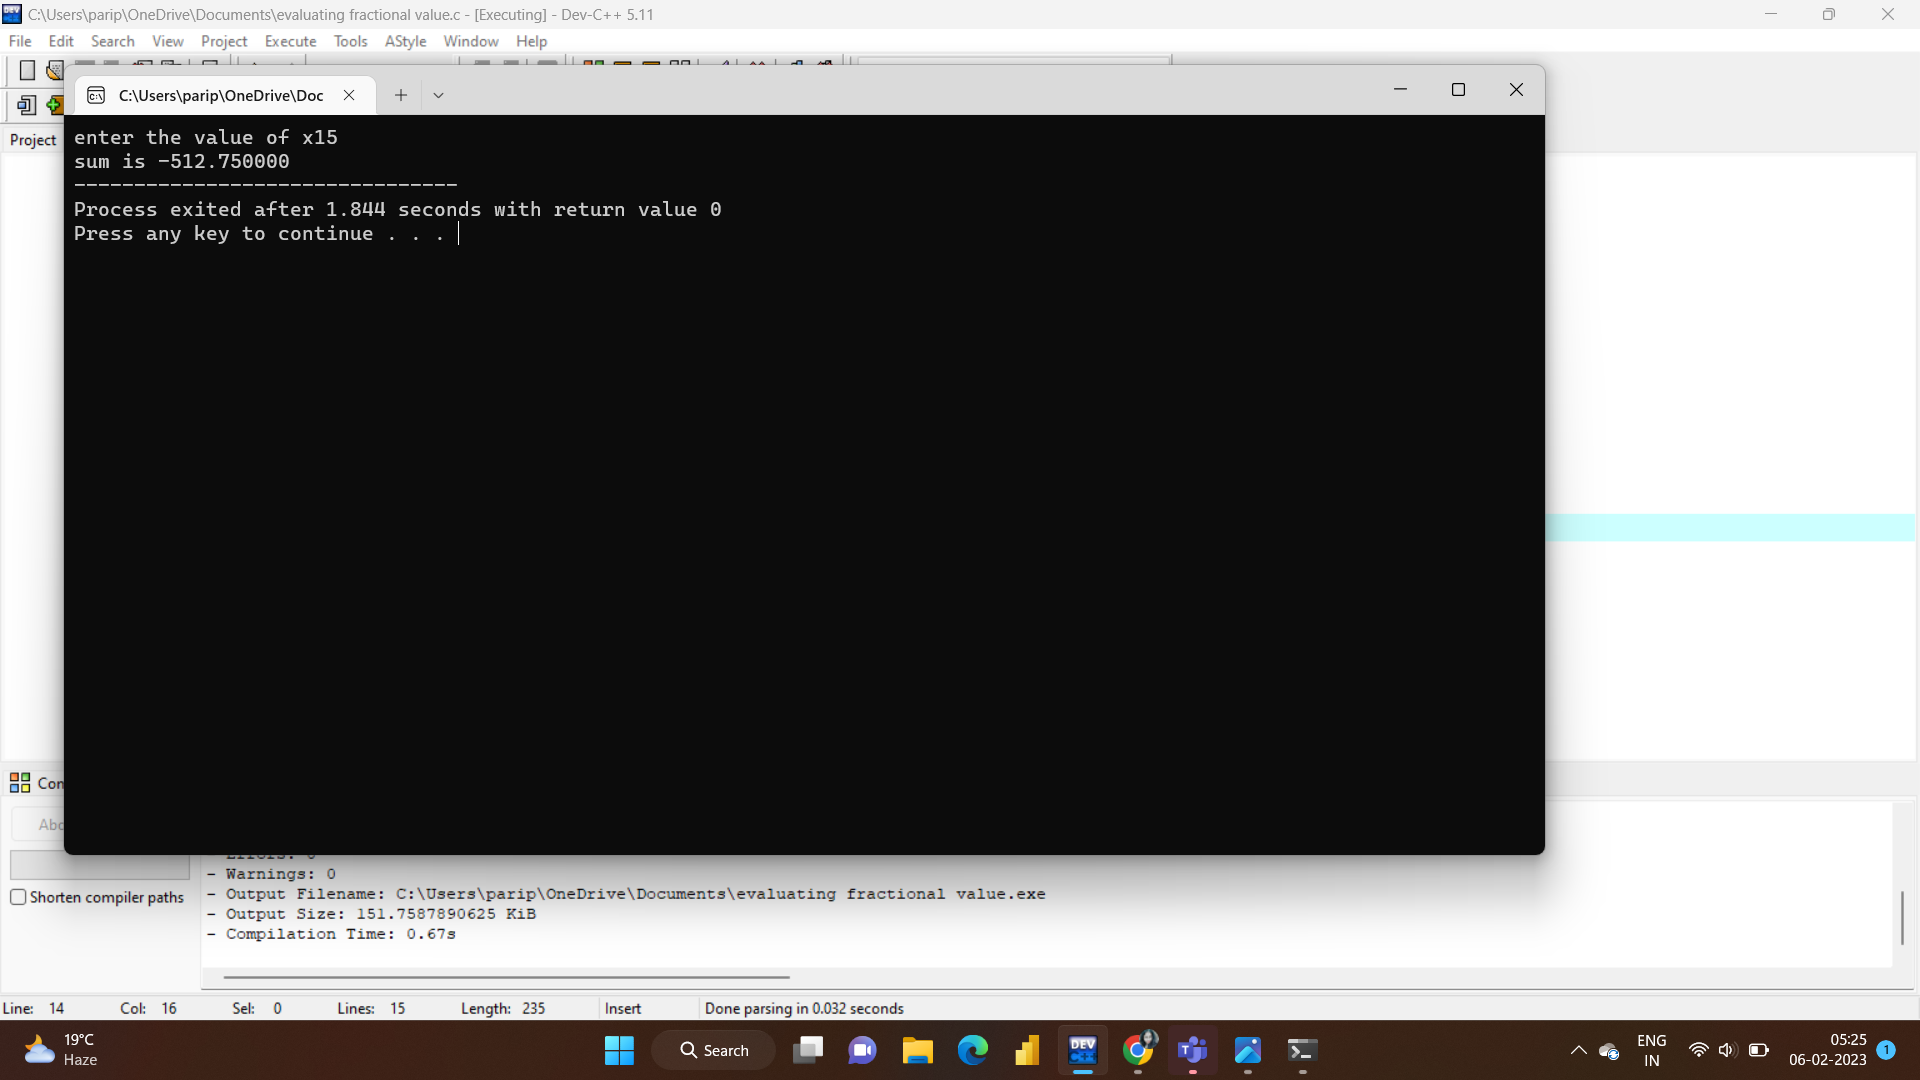 C:\Users\parip\OneDrive\Documents\evaluating fractional value.c - [Executing] - Dev-C++ 5.11
File Edit Search View Project Execute Tools AStyle Window Help
C:\Users\parip\OneDrive\Doc
Project
enter the value of x15
sum is -512.750000
--------------------------------
Process exited after 1.844 seconds with return value 0
Press any key to continue . . .
- Warnings: 0
Shorten compiler paths
- Output Filename: C:\Users\parip\OneDrive\Documents\evaluating fractional value.exe
- Output Size: 151.7587890625 KiB
- Compilation Time: 0.67s
Line: 14 Col: 16 Sel: 0 Lines: 15 Length: 235 Insert Done parsing in 0.032 seconds
19°C
Haze
Search
DEV
C++
ENG
IN
05:25
06-02-2023
1